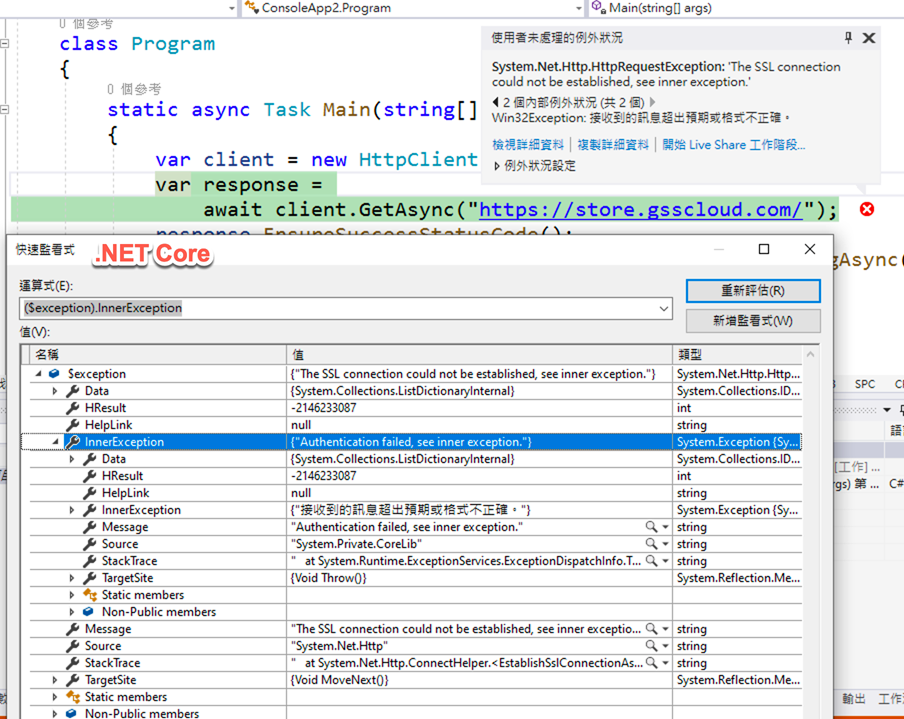 ConsoleApp2.Program
Main(string[] args)
0 個參考
class Program
{
0 個參考
static async Task Main(string[]
{
var client = new HttpClient
var response =
await client.GetAsync("https://store.gsscloud.com/");
使用者未處理的例外狀況
System.Net.Http.HttpRequestException: 'The SSL connection
could not be established, see inner exception.'
2 個內部例外狀況 (共 2 個)
Win32Exception: 接收到的訊息超出預期或格式不正確。
檢視詳細資料 | 複製詳細資料 | 開始 Live Share 工作階段...
例外狀況設定
快速監看式
.NET Core
運算式(E):
($exception).InnerException
重新評估(R)
新增監看式(W)
值(V):
名稱 值 類型
$exception {"The SSL connection could not be established, see inner exception."} System.Net.Http.Http...
Data {System.Collections.ListDictionaryInternal} System.Collections.ID...
HResult -2146233087 int
HelpLink null string
InnerException {"Authentication failed, see inner exception."} System.Exception {Sy...
Data {System.Collections.ListDictionaryInternal} System.Collections.ID...
HResult -2146233087 int
HelpLink null string
InnerException {"接收到的訊息超出預期或格式不正確。"} System.Exception {Sy...
Message "Authentication failed, see inner exception." string
Source "System.Private.CoreLib" string
StackTrace " at System.Runtime.ExceptionServices.ExceptionDispatchInfo.T... string
TargetSite {Void Throw()} System.Reflection.Me...
Static members
Non-Public members
Message "The SSL connection could not be established, see inner exceptio... string
Source "System.Net.Http" string
StackTrace " at System.Net.Http.ConnectHelper.<EstablishSslConnectionAs... string
TargetSite {Void MoveNext()} System.Reflection.Me...
Static members
Non-Public members
gAsync(
SPC
[工作] ...
gs) 第 ... C#
輸出